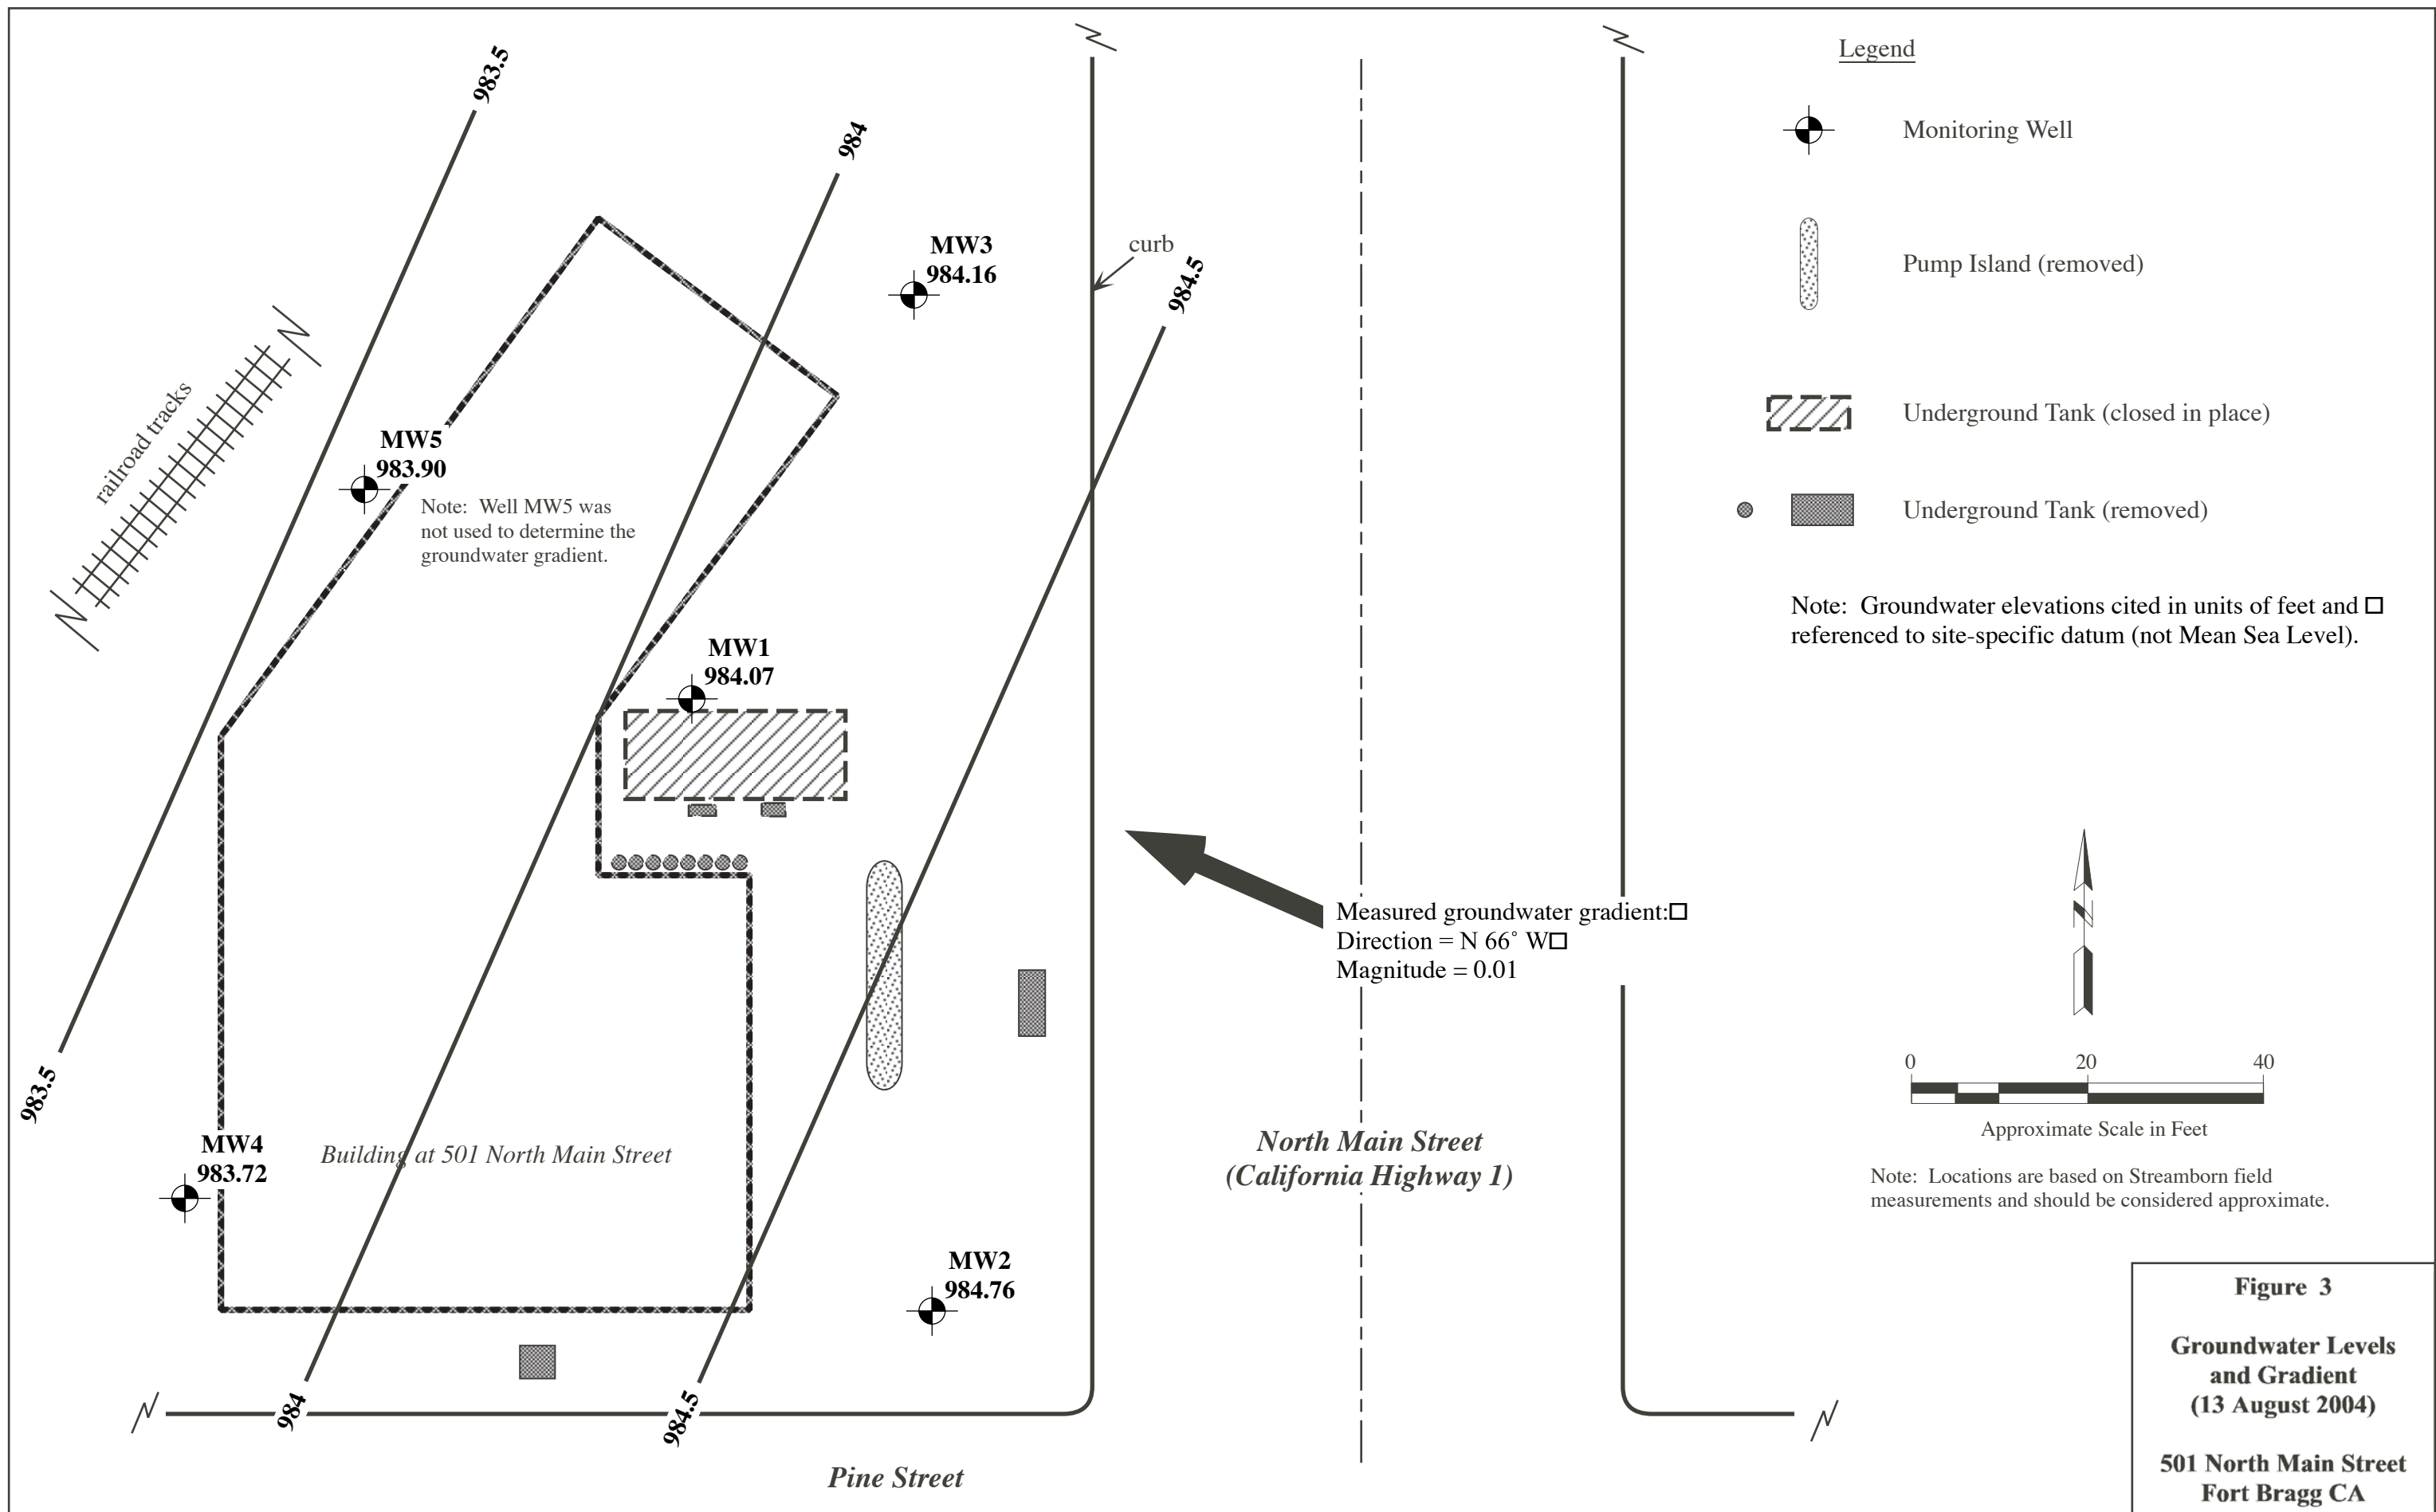 983.5
984
MW3
984.16
curb
984.5
railroad tracks
MW5
983.90
Note: Well MW5 was
not used to determine the
groundwater gradient.
MW1
984.07
983.5
MW4
983.72
Building at 501 North Main Street
MW2
984.76
984
984.5
Pine Street
North Main Street
(California Highway 1)
Measured groundwater gradient:□
Direction = N 66° W□
Magnitude = 0.01
Legend
Monitoring Well
Pump Island (removed)
Underground Tank (closed in place)
Underground Tank (removed)
Note: Groundwater elevations cited in units of feet and □
referenced to site-specific datum (not Mean Sea Level).
N
0 20 40
Approximate Scale in Feet
Note: Locations are based on Streamborn field
measurements and should be considered approximate.
Figure 3
Groundwater Levels
and Gradient
(13 August 2004)
501 North Main Street
Fort Bragg CA